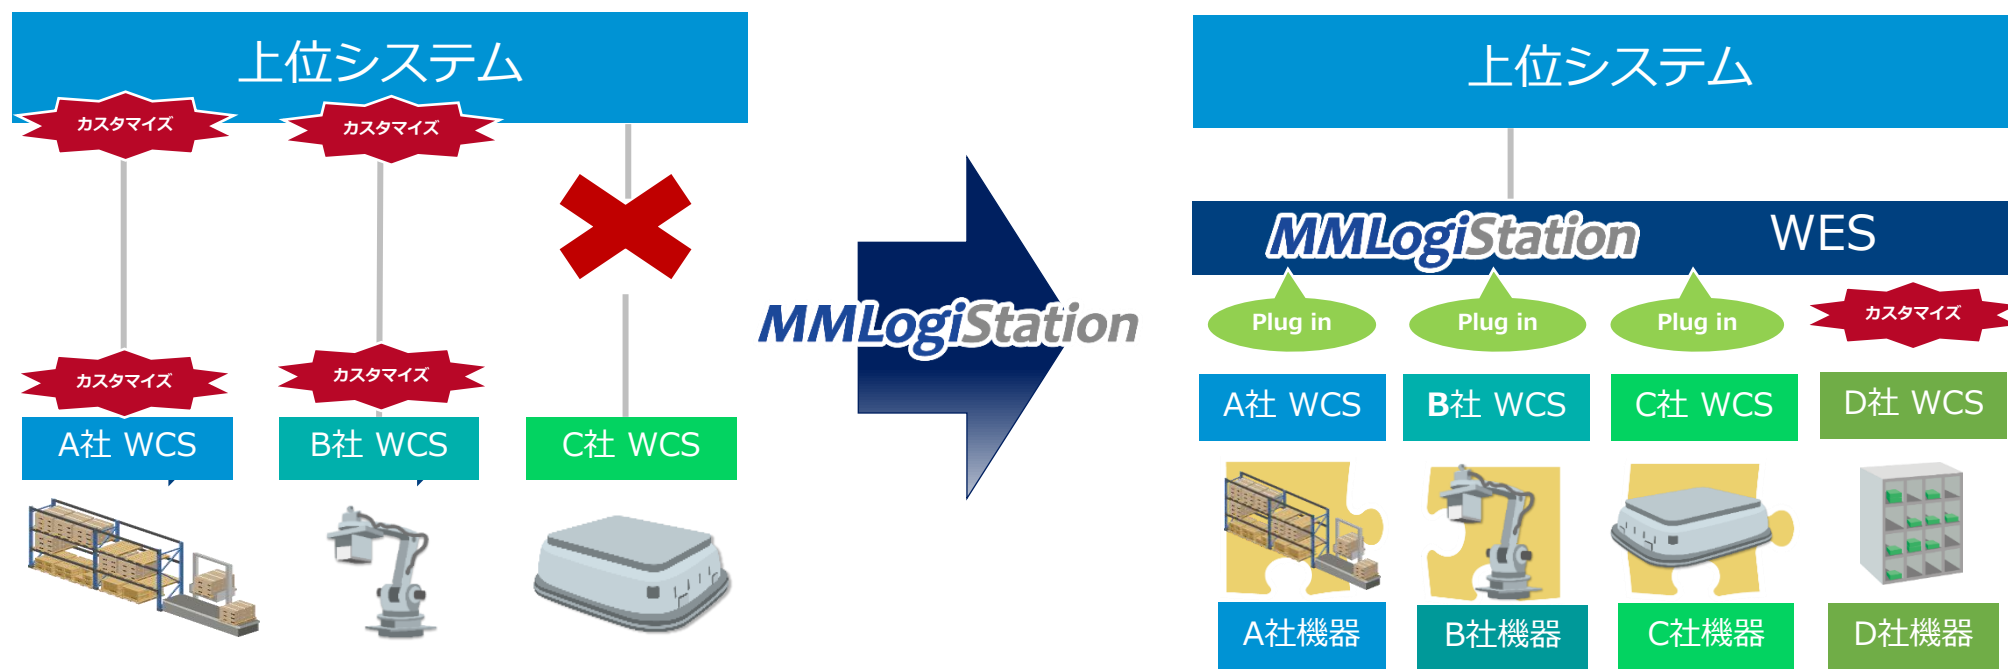 上位システム
カスタマイズ
カスタマイズ
カスタマイズ
カスタマイズ
A社 WCS
B社 WCS
C社 WCS
MMLogiStation
上位システム
MMLogiStation WES
Plug in
Plug in
Plug in
カスタマイズ
A社 WCS
B社 WCS
C社 WCS
D社 WCS
A社機器
B社機器
C社機器
D社機器